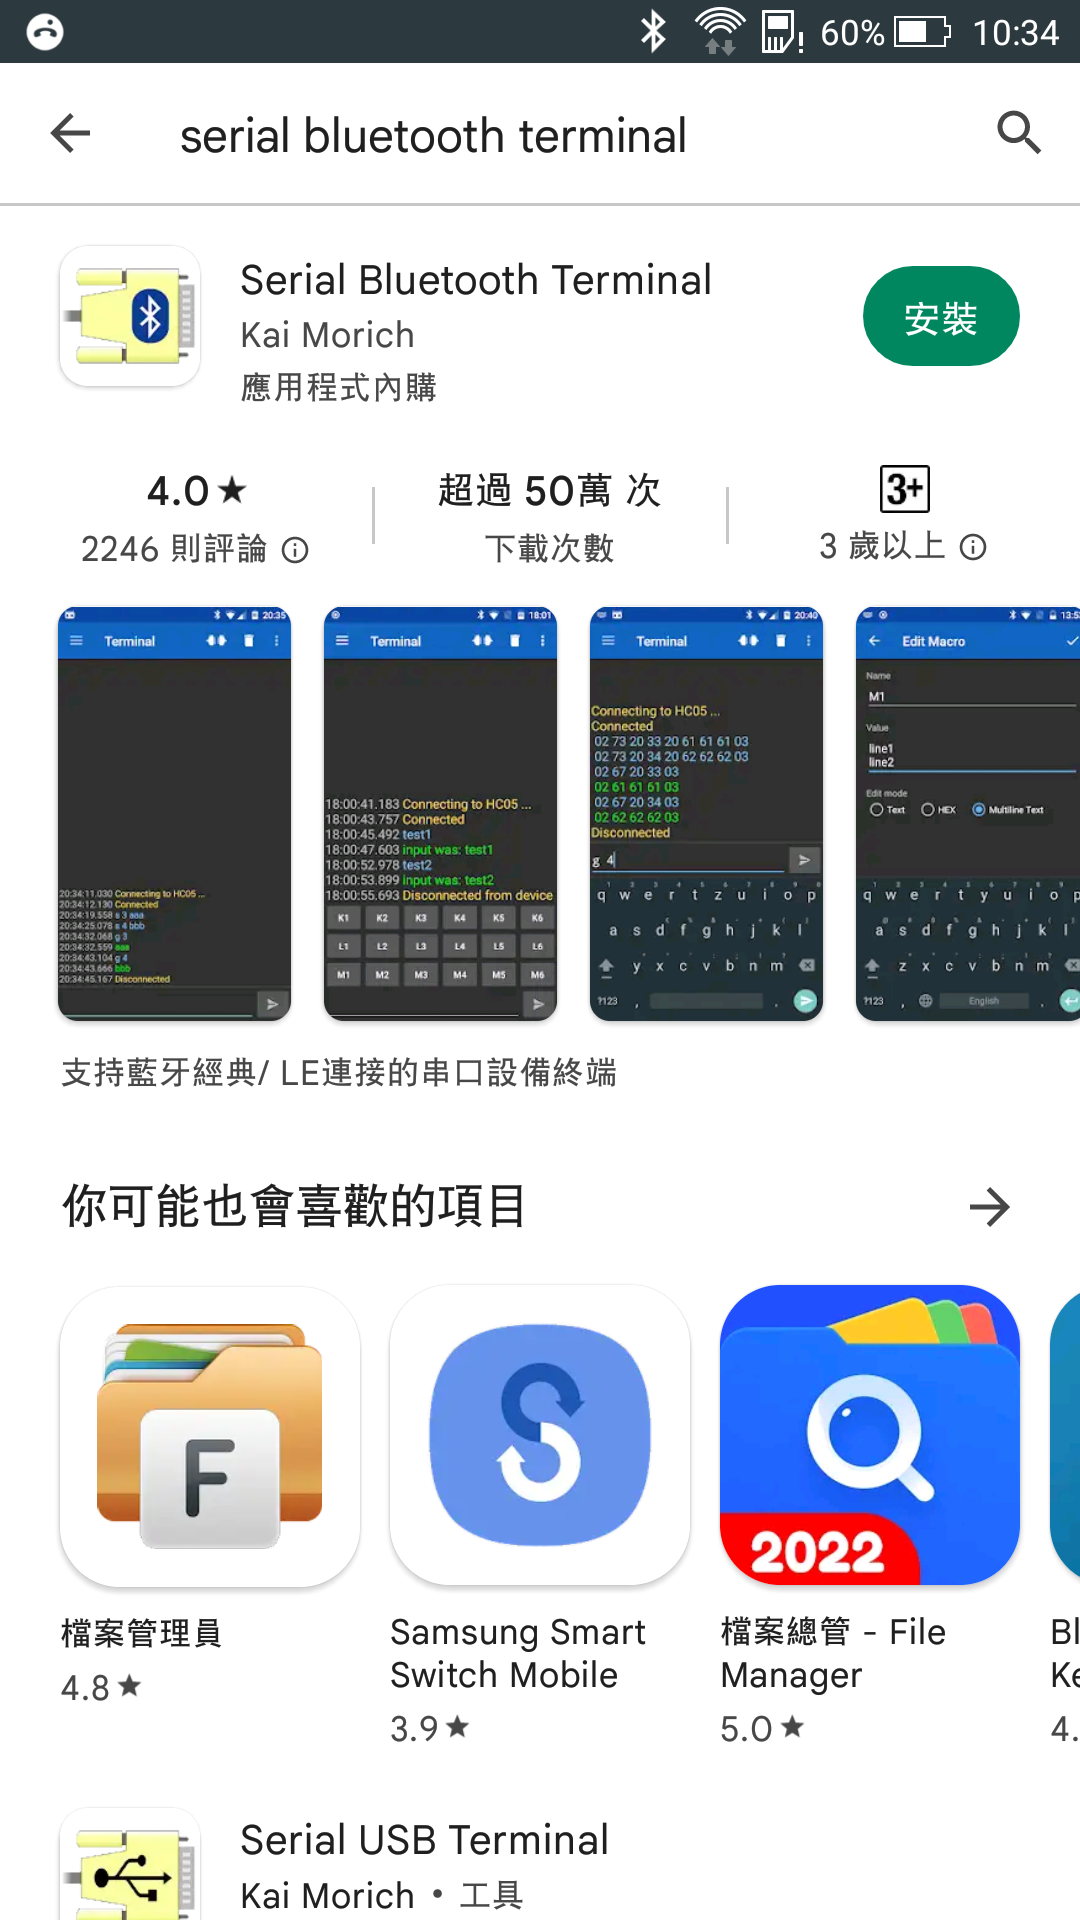 60% 10:34
serial bluetooth terminal
Serial Bluetooth Terminal
Kai Morich
應用程式內購
安裝
4.0★
2246 則評論
超過 50萬 次
下載次數
3+
3 歲以上
20:35
Terminal
20:34:11.030 Connecting to HC05 ...
20:34:12.130 Connected
20:34:19.558 s 3 aaa
20:34:25.078 s 4 bbb
20:34:32.068 g 3
20:34:32.559 aaa
20:34:43.104 g 4
20:34:43.666 bbb
20:34:45.167 Disconnected
18:01
Terminal
18:00:41.183 Connecting to HC05 ...
18:00:43.757 Connected
18:00:45.492 test1
18:00:47.603 input was: test1
18:00:52.978 test2
18:00:53.899 input was: test2
18:00:55.693 Disconnected from device
K1 K2 K3 K4 K5 K6
L1 L2 L3 L4 L5 L6
M1 M2 M3 M4 M5 M6
20:40
Terminal
Connecting to HC05 ...
Connected
02 73 20 33 20 61 61 61 03
02 73 20 34 20 62 62 62 03
02 67 20 33 03
02 61 61 61 03
02 67 20 34 03
02 62 62 62 03
Disconnected
g 4
q w e r t z u i o p
a s d f g h j k l
y x c v b n m
?123 , .
13:5
Edit Macro
Name
M1
Value
line1
line2
Edit mode
Text HEX Multiline Text
q w e r t y u i o p
a s d f g h j k l
z x c v b n m
?123 , English .
支持藍牙經典/ LE連接的串口設備終端
你可能也會喜歡的項目
F
檔案管理員
4.8★
S
Samsung Smart
Switch Mobile
3.9★
2022
檔案總管 - File
Manager
5.0★
Bl
Ke
4.
Serial USB Terminal
Kai Morich • 工具